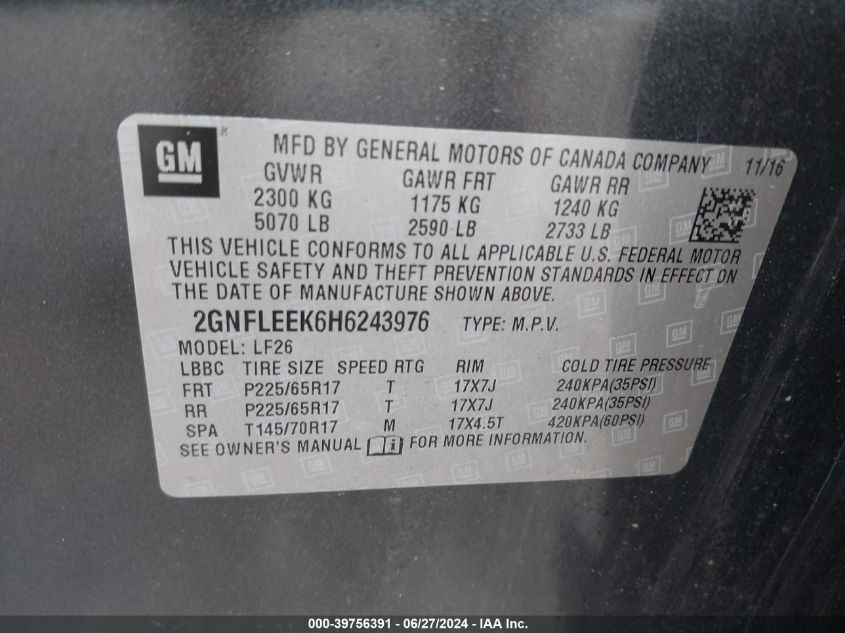 GM
MFD BY GENERAL MOTORS OF CANADA COMPANY 11/16
GVWR GAWR FRT GAWR RR
2300 KG 1175 KG 1240 KG
5070 LB 2590 LB 2733 LB
THIS VEHICLE CONFORMS TO ALL APPLICABLE U.S. FEDERAL MOTOR
VEHICLE SAFETY AND THEFT PREVENTION STANDARDS IN EFFECT ON
THE DATE OF MANUFACTURE SHOWN ABOVE.
2GNFLEEK6H6243976 TYPE: M.P.V.
MODEL: LF26
LBBC TIRE SIZE SPEED RTG RIM COLD TIRE PRESSURE
FRT P225/65R17 T 17X7J 240KPA(35PSI)
RR P225/65R17 T 17X7J 240KPA(35PSI)
SPA T145/70R17 M 17X4.5T 420KPA(60PSI)
SEE OWNER'S MANUAL i FOR MORE INFORMATION.
000-39756391 - 06/27/2024 - IAA Inc.